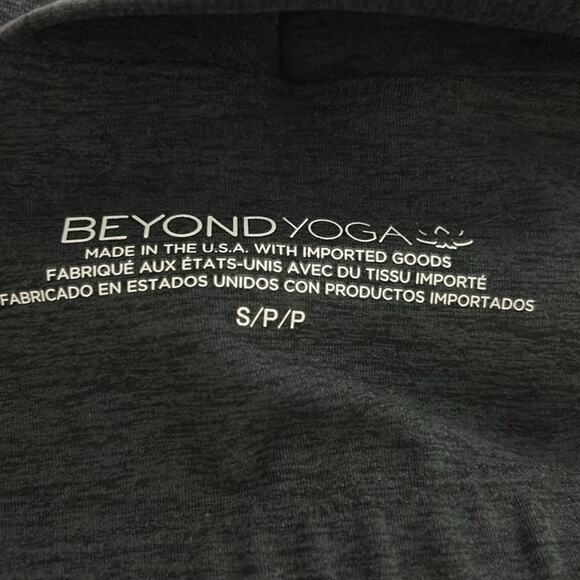 BEYOND YOGA
MADE IN THE U.S.A. WITH IMPORTED GOODS
FABRIQUÉ AUX ÉTATS-UNIS AVEC DU TISSU IMPORTÉ
FABRICADO EN ESTADOS UNIDOS CON PRODUCTOS IMPORTADOS
S/P/P